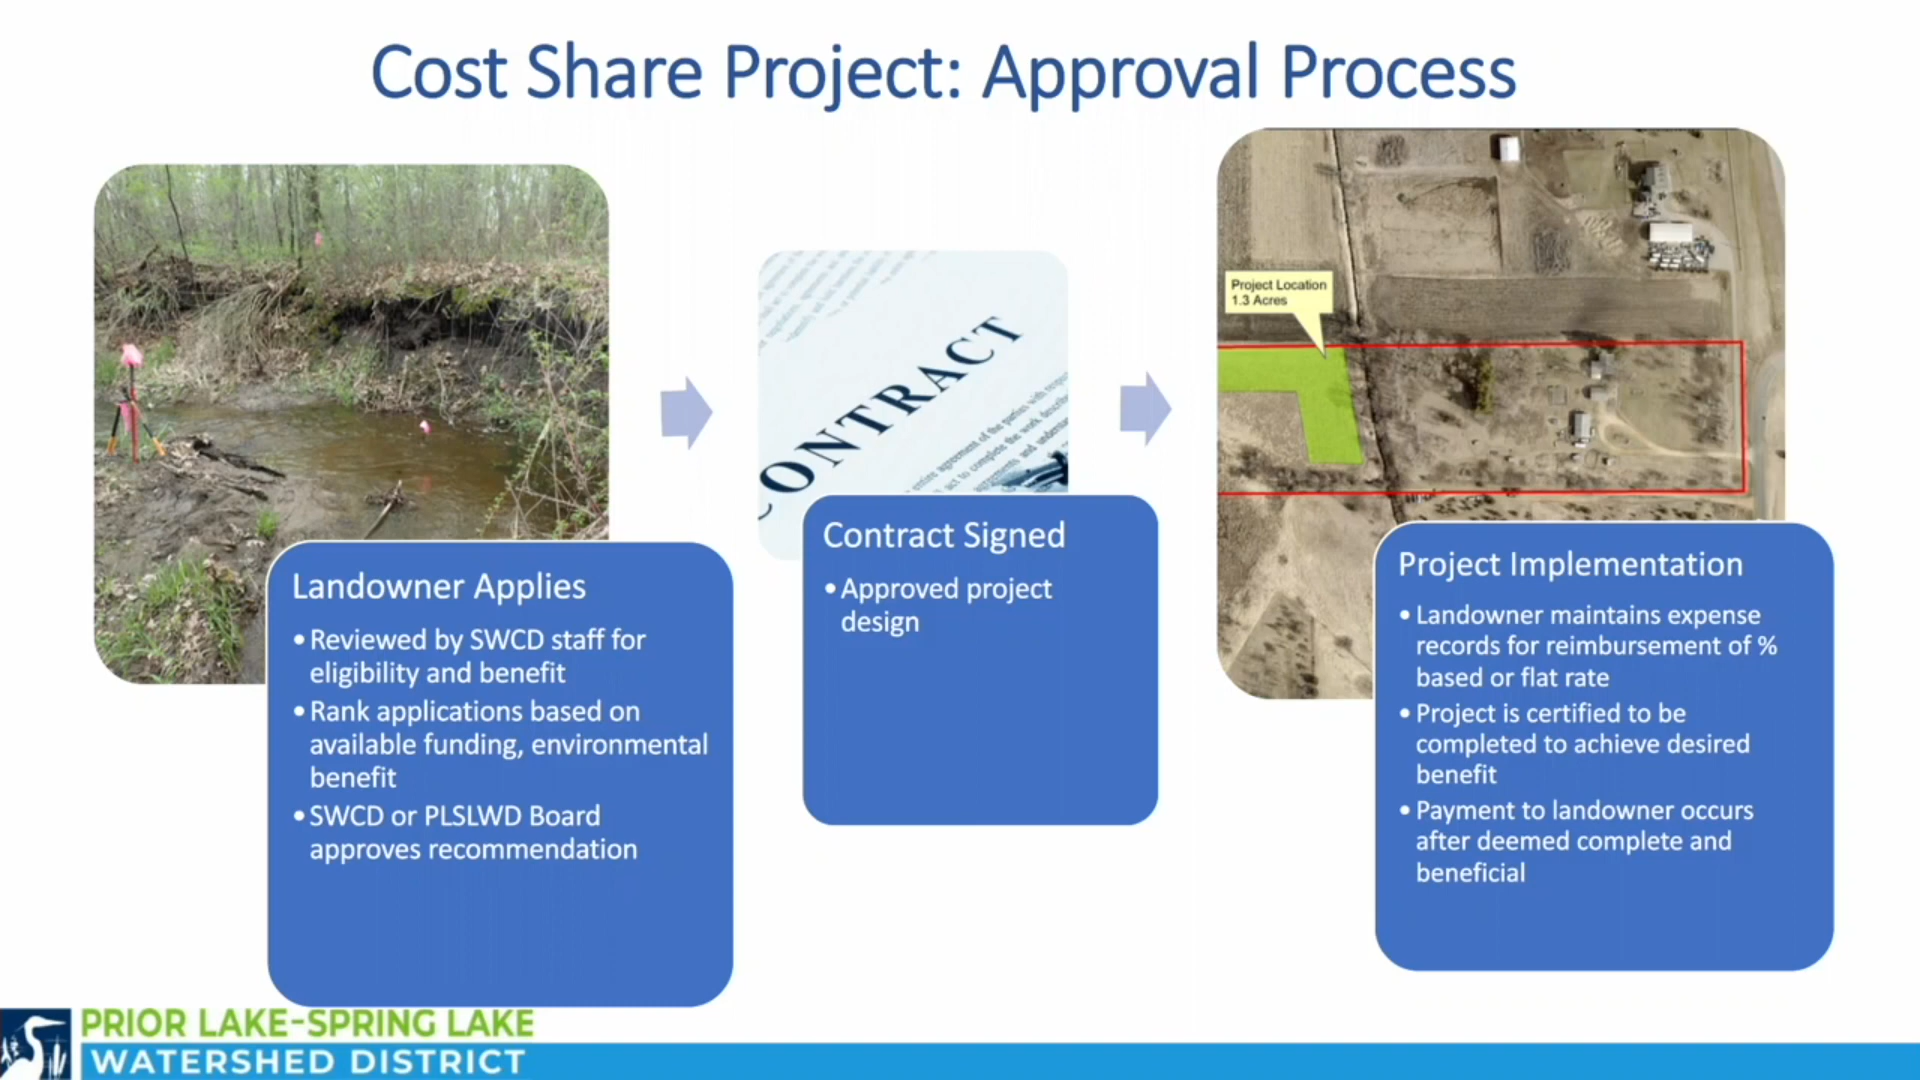 Cost Share Project: Approval Process
Project Location
1.3 Acres
CONTRACT
Landowner Applies
• Reviewed by SWCD staff for
eligibility and benefit
• Rank applications based on
available funding, environmental
benefit
• SWCD or PLSLWD Board
approves recommendation
Contract Signed
• Approved project
design
Project Implementation
• Landowner maintains expense
records for reimbursement of %
based or flat rate
• Project is certified to be
completed to achieve desired
benefit
• Payment to landowner occurs
after deemed complete and
beneficial
PRIOR LAKE-SPRING LAKE
WATERSHED DISTRICT